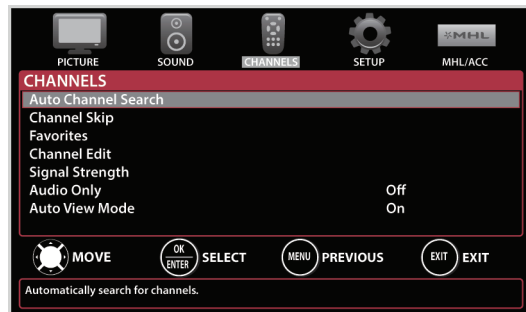 MHL
PICTURE SOUND CHANNELS SETUP MHL/ACC
CHANNELS
Auto Channel Search
Channel Skip
Favorites
Channel Edit
Signal Strength
Audio Only Off
Auto View Mode On
MOVE OK ENTER SELECT MENU PREVIOUS EXIT EXIT
Automatically search for channels.